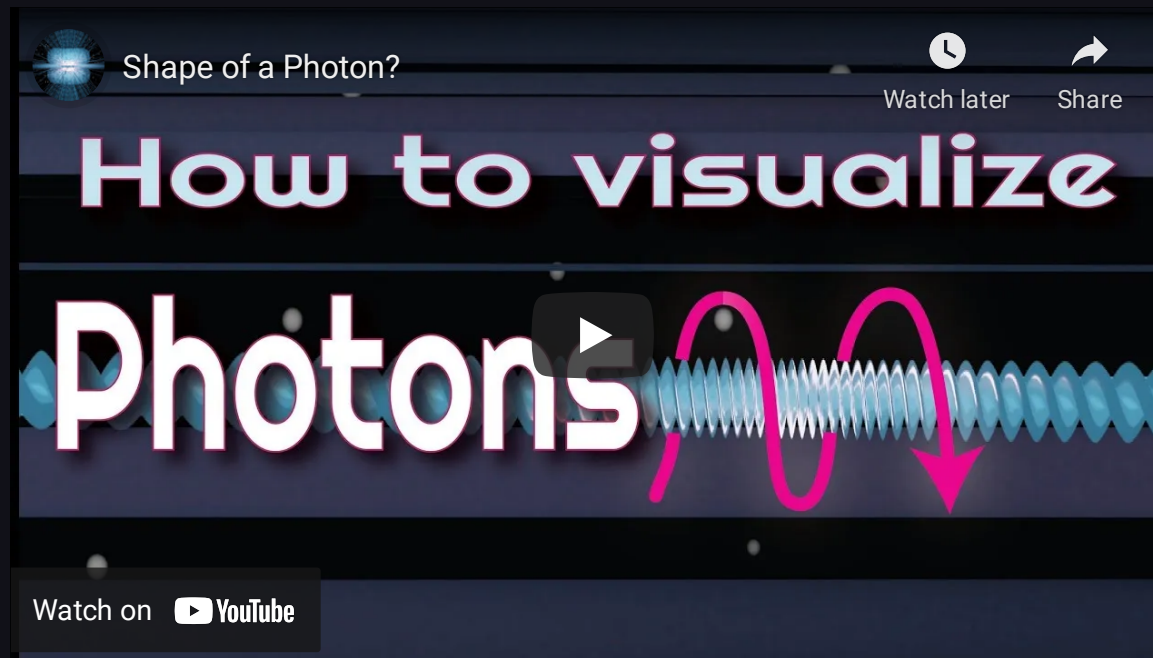 Shape of a Photon?
Watch later
Share
How to visualize
Photons
Watch on YouTube